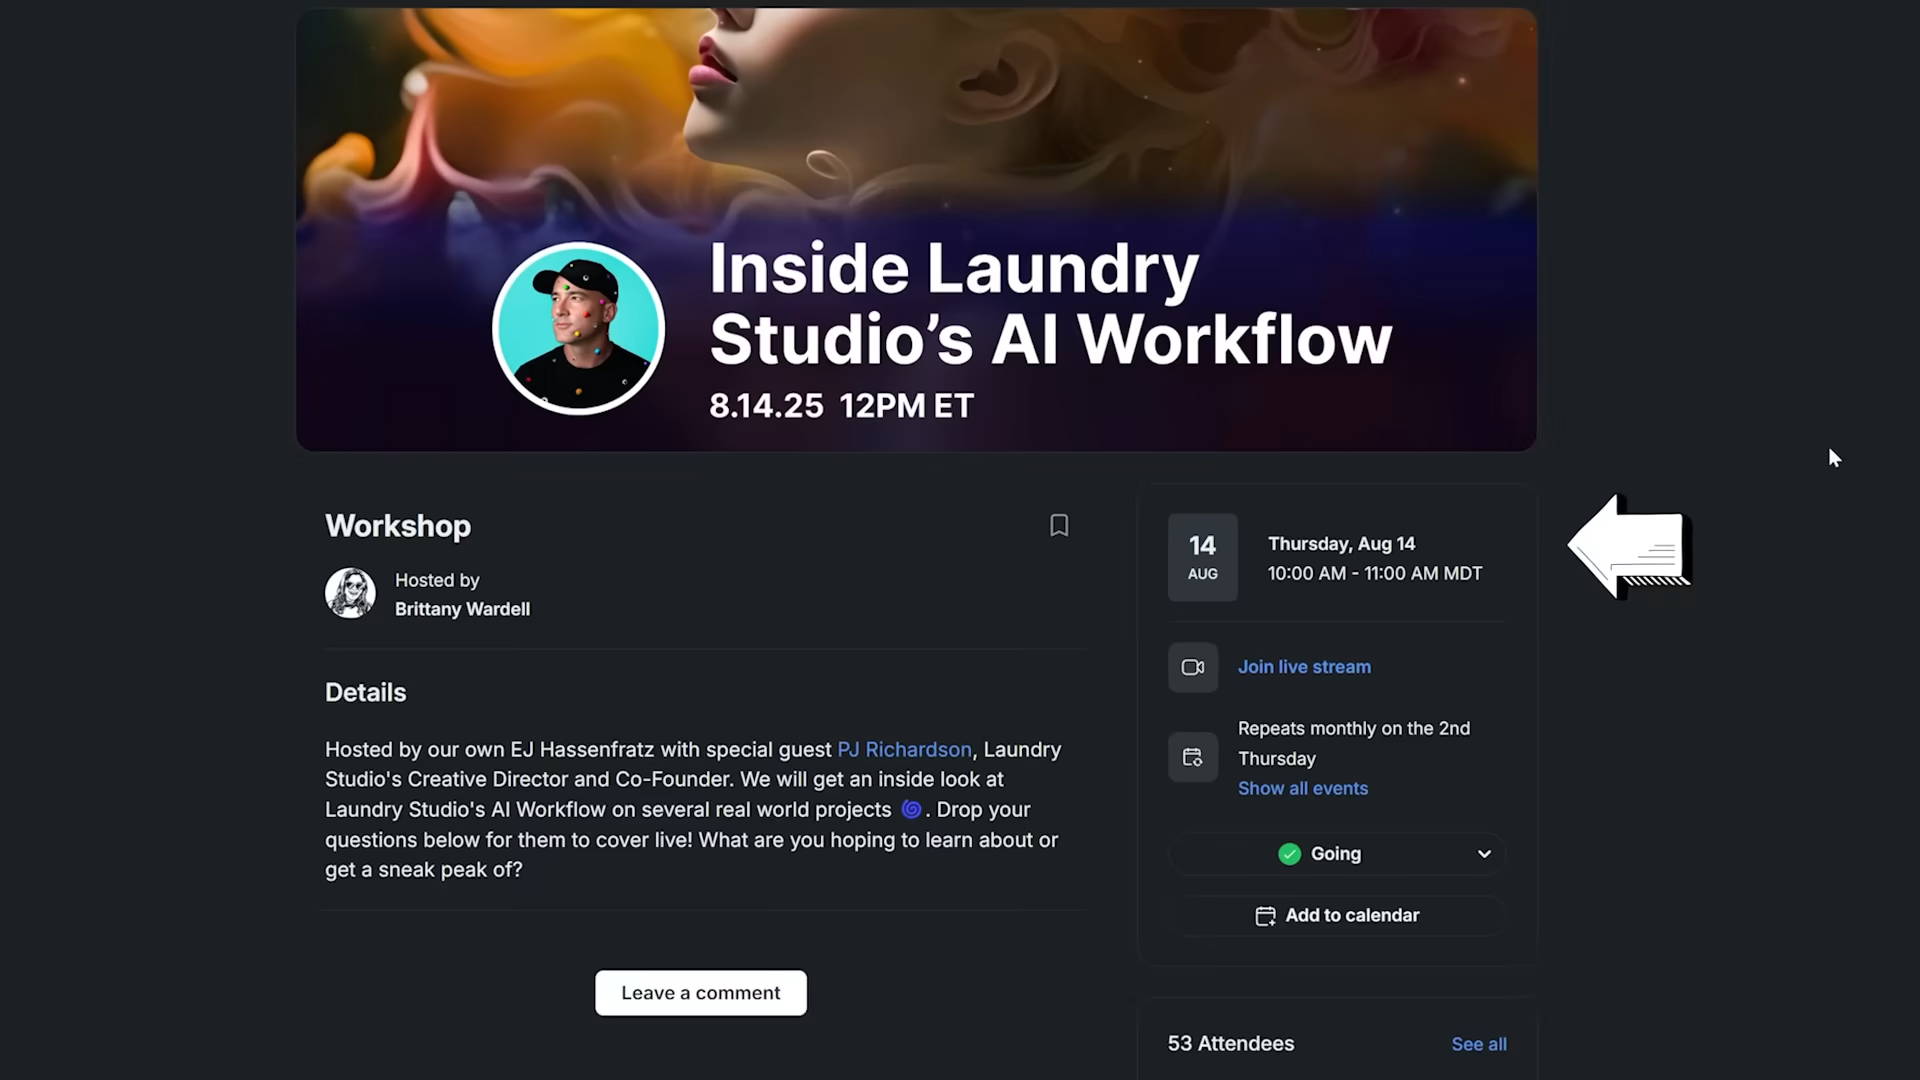 Inside Laundry
Studio’s AI Workflow
8.14.25 12PM ET
Workshop
Hosted by
Brittany Wardell
Details
Hosted by our own EJ Hassenfratz with special guest PJ Richardson, Laundry
Studio's Creative Director and Co-Founder. We will get an inside look at
Laundry Studio's AI Workflow on several real world projects 🌀. Drop your
questions below for them to cover live! What are you hoping to learn about or
get a sneak peak of?
Leave a comment
14
AUG
Thursday, Aug 14
10:00 AM - 11:00 AM MDT
Join live stream
Repeats monthly on the 2nd
Thursday
Show all events
Going
Add to calendar
53 Attendees
See all